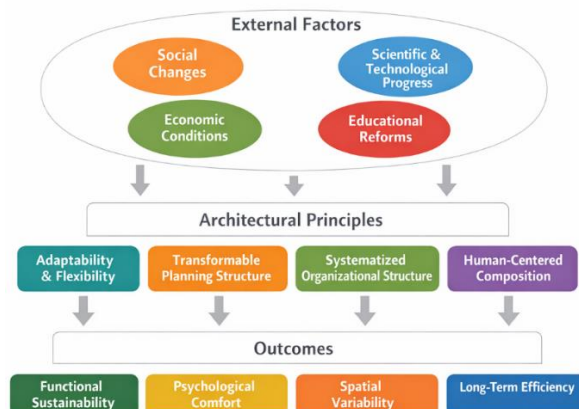 External Factors
Social
Changes
Scientific &
Technological
Progress
Economic
Conditions
Educational
Reforms
Architectural Principles
Adaptability
& Flexibility
Transformable
Planning Structure
Systematized
Organizational Structure
Human-Centered
Composition
Outcomes
Functional
Sustainability
Psychological
Comfort
Spatial
Variability
Long-Term Efficiency